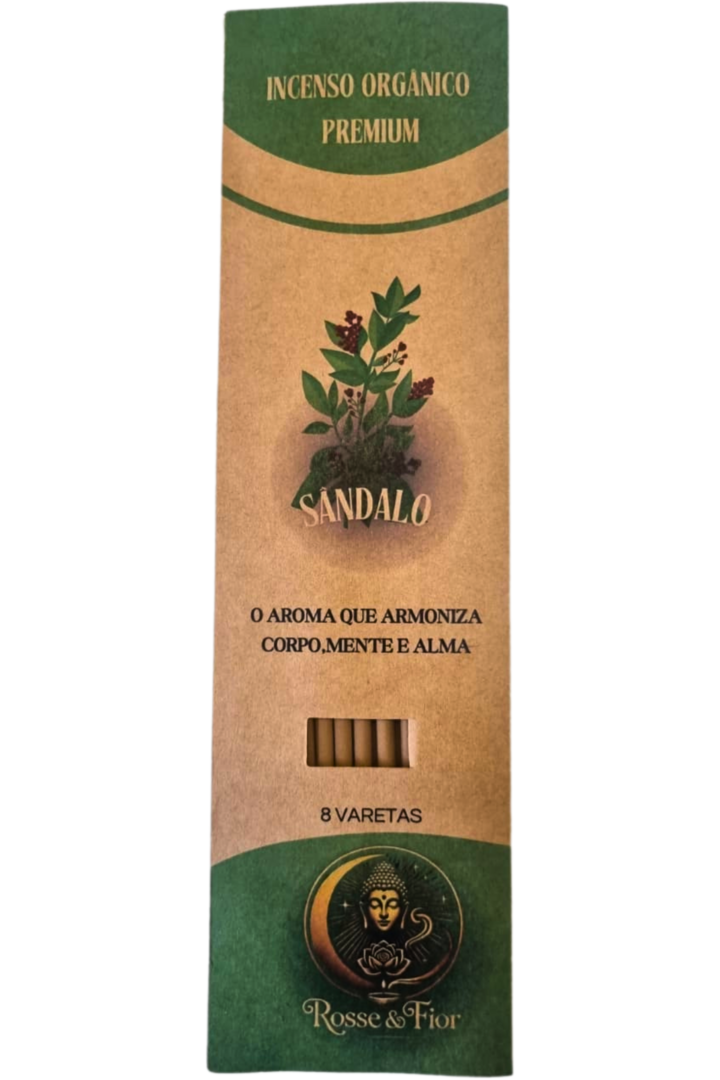 INCENSO ORGÂNICO
PREMIUM
SÂNDALO
O AROMA QUE ARMONIZA
CORPO,MENTE E ALMA
8 VARETAS
Rosse & Fior